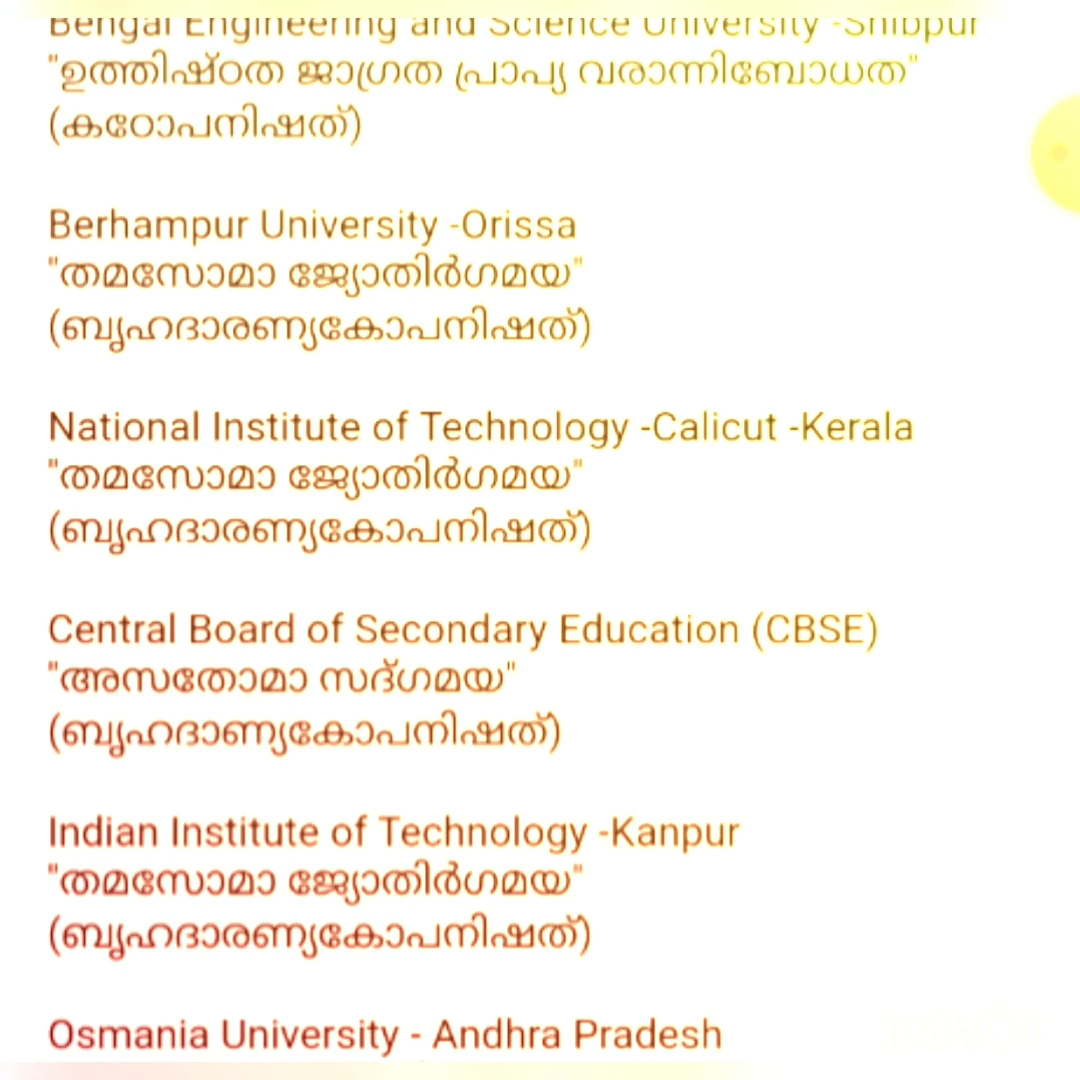 Bengal Engineering and Science University -Shibpur
"ഉത്തിഷ്ഠത ജാഗ്രത പ്രാപ്യ വരാന്നിബോധത"
(കഠോപനിഷത്)
Berhampur University -Orissa
"തമസോമാ ജ്യോതിർഗമയ"
(ബൃഹദാരണ്യകോപനിഷത്)
National Institute of Technology -Calicut -Kerala
"തമസോമാ ജ്യോതിർഗമയ"
(ബൃഹദാരണ്യകോപനിഷത്)
Central Board of Secondary Education (CBSE)
"അസതോമാ സദ്ഗമയ"
(ബൃഹദാണ്യകോപനിഷത്)
Indian Institute of Technology -Kanpur
"തമസോമാ ജ്യോതിർഗമയ"
(ബൃഹദാരണ്യകോപനിഷത്)
Osmania University - Andhra Pradesh